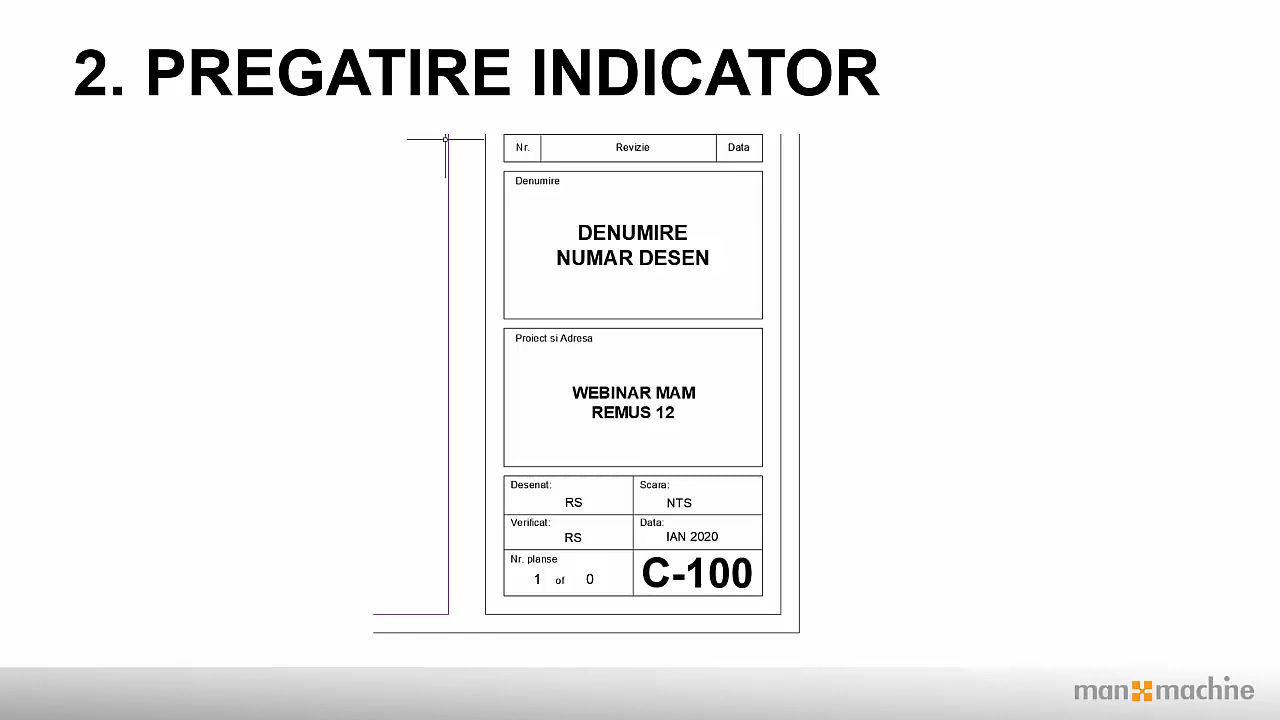 2. PREGATIRE INDICATOR
Nr. Revizie Data
Denumire
DENUMIRE
NUMAR DESEN
Proiect si Adresa
WEBINAR MAM
REMUS 12
Desenat: Scara:
RS NTS
Verificat: Data:
RS IAN 2020
Nr. planse
1 of 0 C-100
man machine